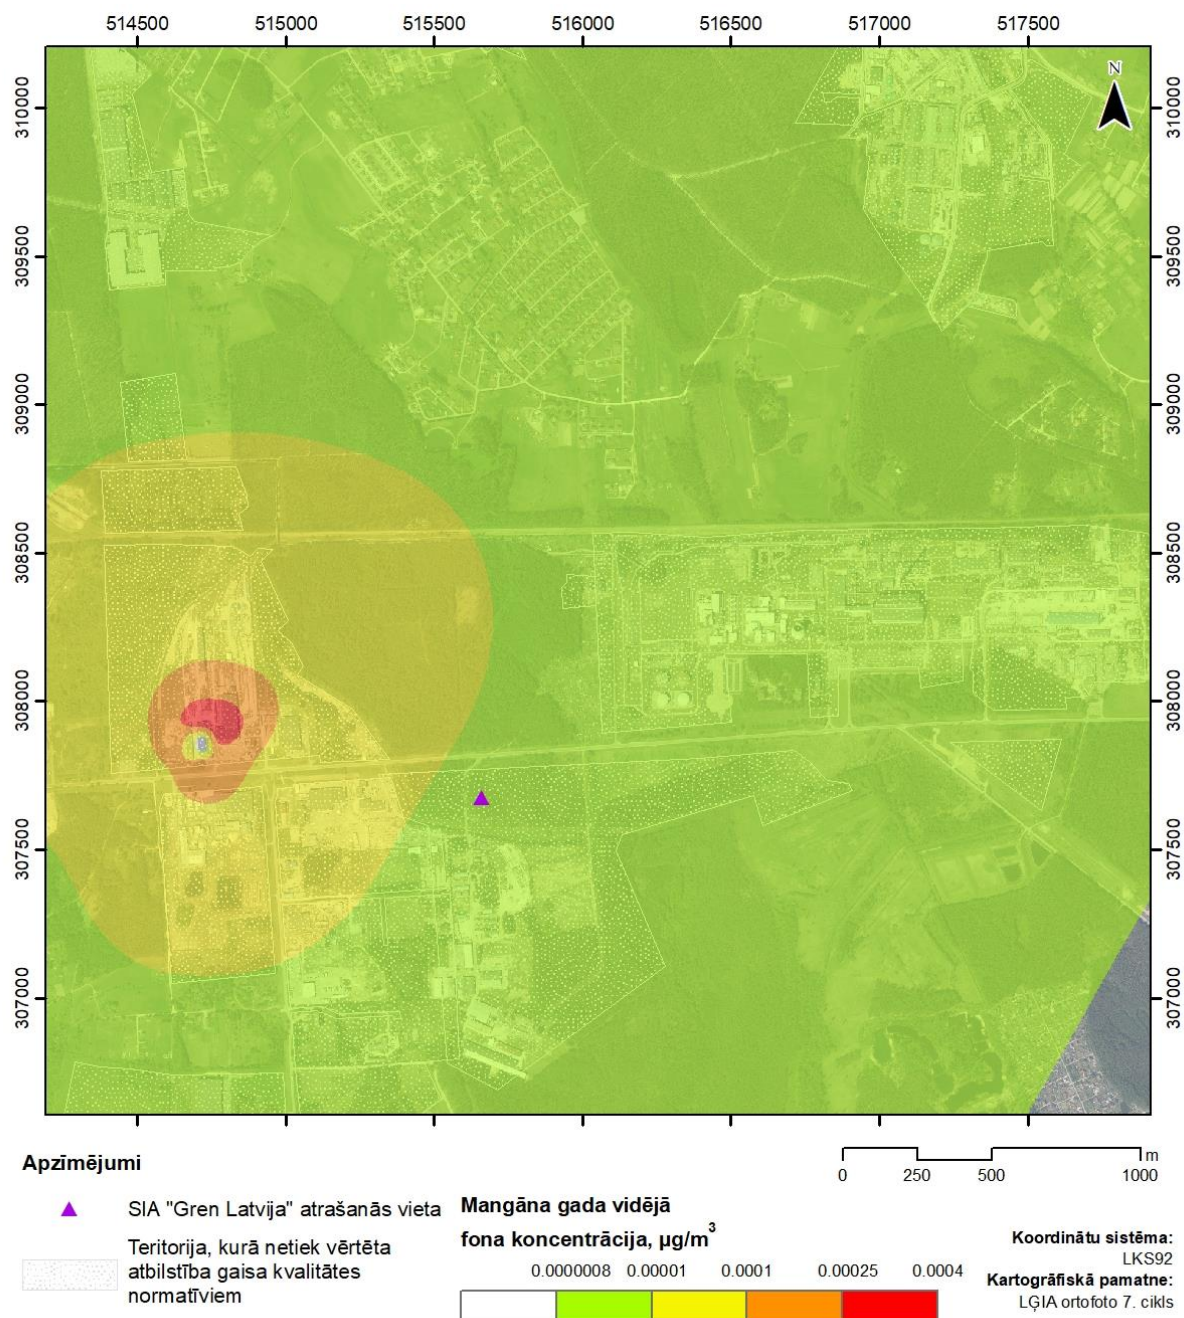 514500 515000 515500 516000 516500 517000 517500
310000
309500
309000
308500
308000
307500
307000
N
310000
309500
309000
308500
308000
307500
307000
Apzīmējumi
SIA "Gren Latvija" atrašanās vieta
Teritorija, kurā netiek vērtēta
atbilstība gaisa kvalitātes
normatīviem
Mangāna gada vidējā
fona koncentrācija, µg/m³
0.0000008 0.00001 0.0001 0.00025 0.0004
m
0 250 500 1000
Koordinātu sistēma:
LKS92
Kartogrāfiskā pamatne:
LĢIA ortofoto 7. cikls